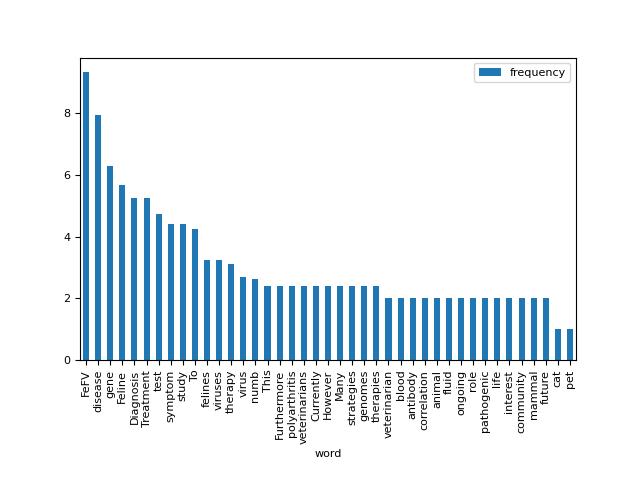 frequency
8
6
4
2
0
FeFV
disease
gene
Feline
Diagnosis
Treatment
test
symptom
study
To
felines
viruses
therapy
virus
numb
This
Furthermore
polyarthritis
veterinarians
Currently
However
Many
strategies
genomes
therapies
veterinarian
blood
antibody
correlation
animal
fluid
ongoing
role
pathogenic
life
interest
community
mammal
future
cat
pet
word